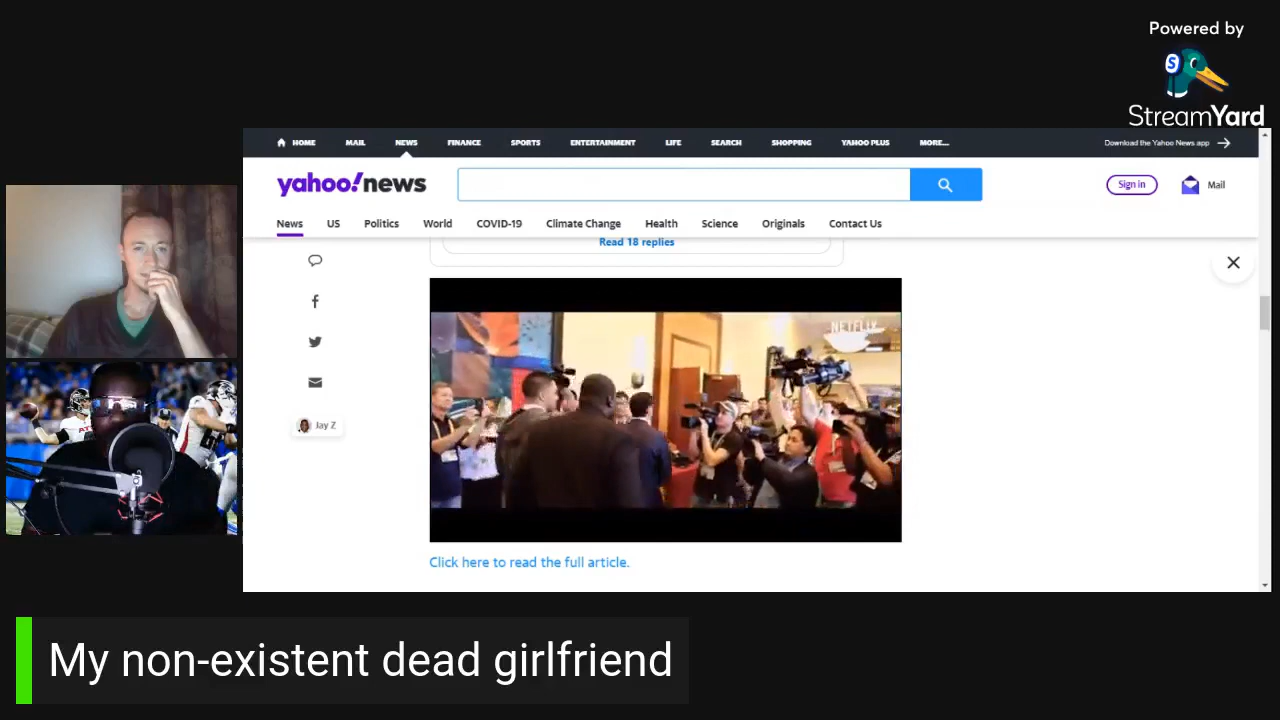 Powered by
S
StreamYard
HOME MAIL NEWS FINANCE SPORTS ENTERTAINMENT LIFE SEARCH SHOPPING YAHOO PLUS MORE... Download the Yahoo News app
yahoo!news Sign in Mail
News US Politics World COVID-19 Climate Change Health Science Originals Contact Us
Read 18 replies
NETFLIX
Jay Z
Click here to read the full article.
My non-existent dead girlfriend